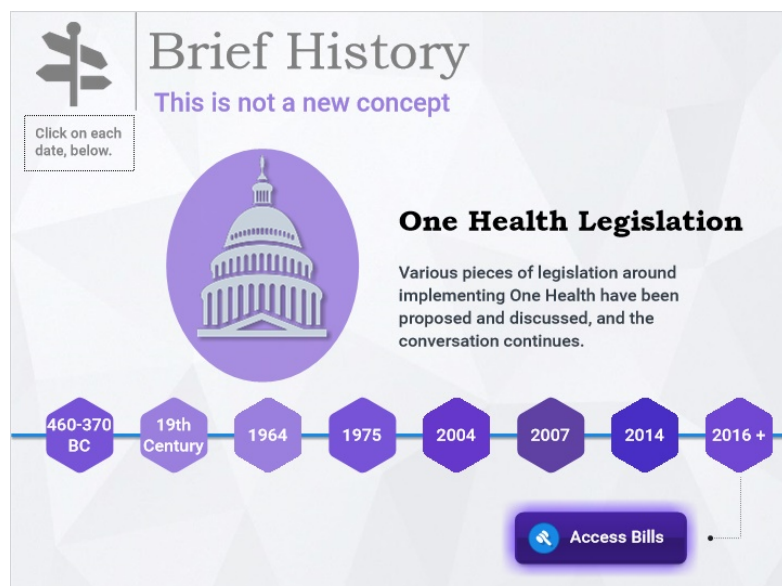 Brief History
This is not a new concept
Click on each
date, below.
One Health Legislation
Various pieces of legislation around
implementing One Health have been
proposed and discussed, and the
conversation continues.
460-370
BC
19th
Century
1964
1975
2004
2007
2014
2016 +
Access Bills